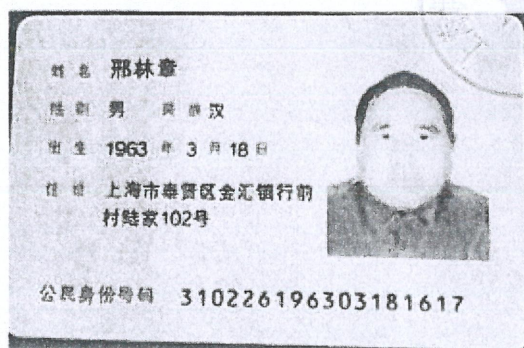 姓名 邢林章
性别 男 民族 汉
出生 1963 年 3 月 18 日
住址 上海市奉贤区金汇镇行前
村陆家102号
公民身份号码 310226196303181617